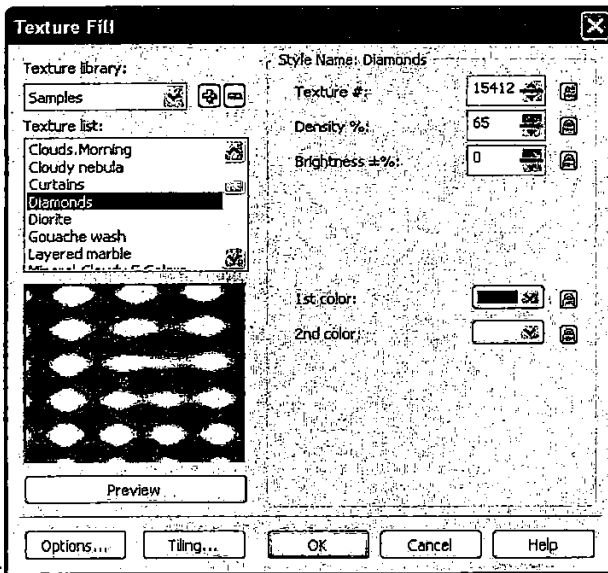 Texture Fill
Texture library:
Samples
Texture list:
Clouds.Morning
Cloudy nebula
Curtains
Diamonds
Diorite
Gouache wash
Layered marble
Preview
Style Name: Diamonds
Texture #: 15412
Density %: 65
Brightness ±%: 0
1st color:
2nd color:
Options...
Tiling...
OK
Cancel
Help